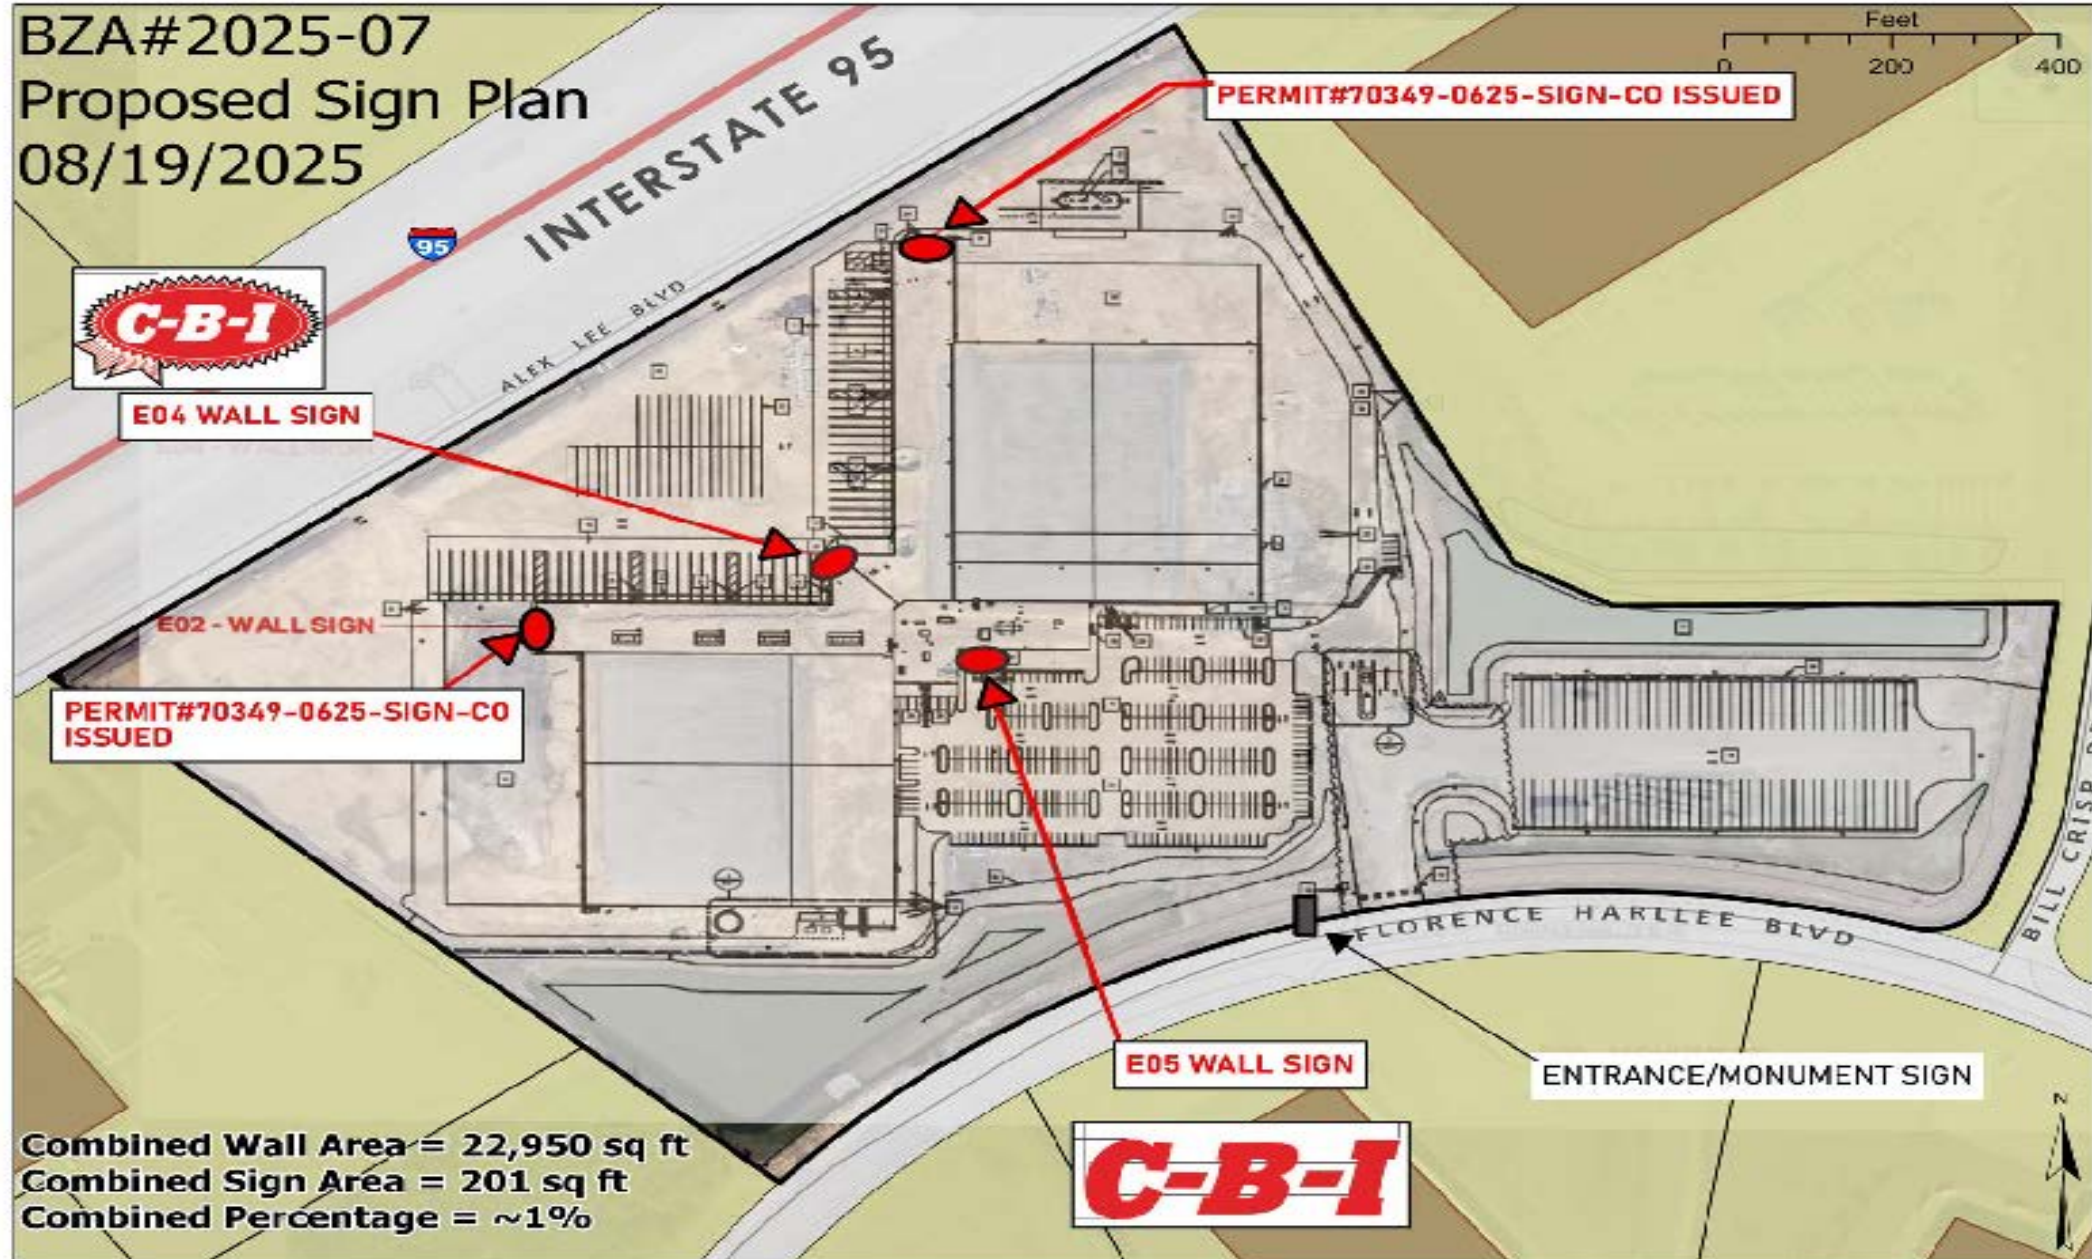 BZA#2025-07
Proposed Sign Plan
08/19/2025
Feet
0 200 400
PERMIT#70349-0625-SIGN-CO ISSUED
INTERSTATE 95
95
ALEX LEE BLVD
C-B-I
E04 WALL SIGN
E02 - WALL SIGN
PERMIT#70349-0625-SIGN-CO
ISSUED
FLORENCE HARLLEE BLVD
BILL CRISP
E05 WALL SIGN
ENTRANCE/MONUMENT SIGN
N
C-B-I
Combined Wall Area = 22,950 sq ft
Combined Sign Area = 201 sq ft
Combined Percentage = ~1%